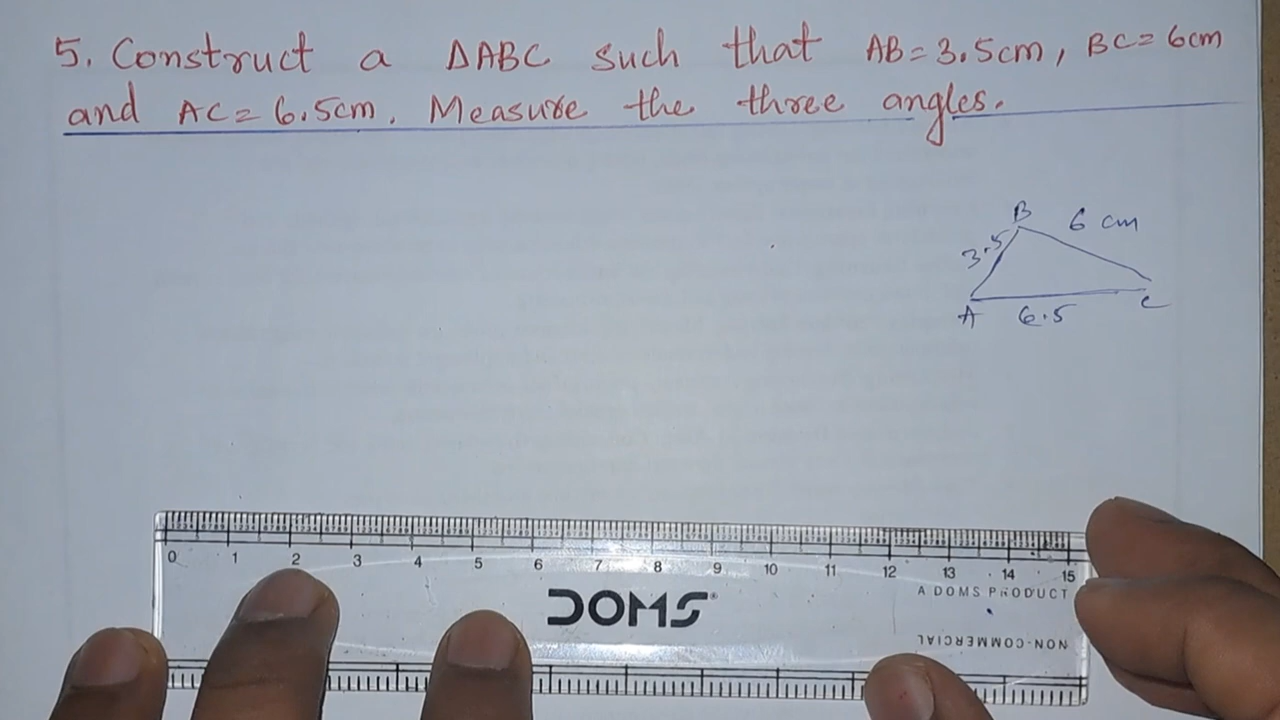 5. Construct a ΔABC such that AB=3.5cm, BC=6cm
and AC=6.5cm. Measure the three angles.
B
6 cm
3.5
A
6.5
C
0 1 2 3 4 5 6 7 8 9 10 11 12 13 14 15
A DOMS PRODUCT
DOMS®
NON-COMMERCIAL